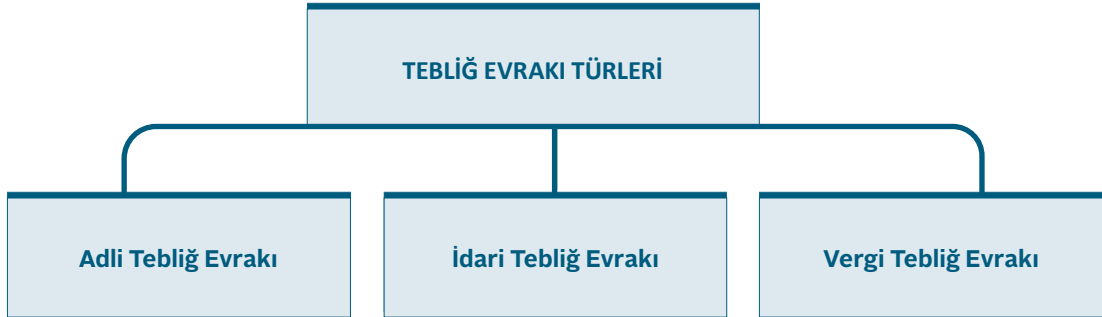 TEBLİĞ EVRAKI TÜRLERİ
Adli Tebliğ Evrakı
İdari Tebliğ Evrakı
Vergi Tebliğ Evrakı